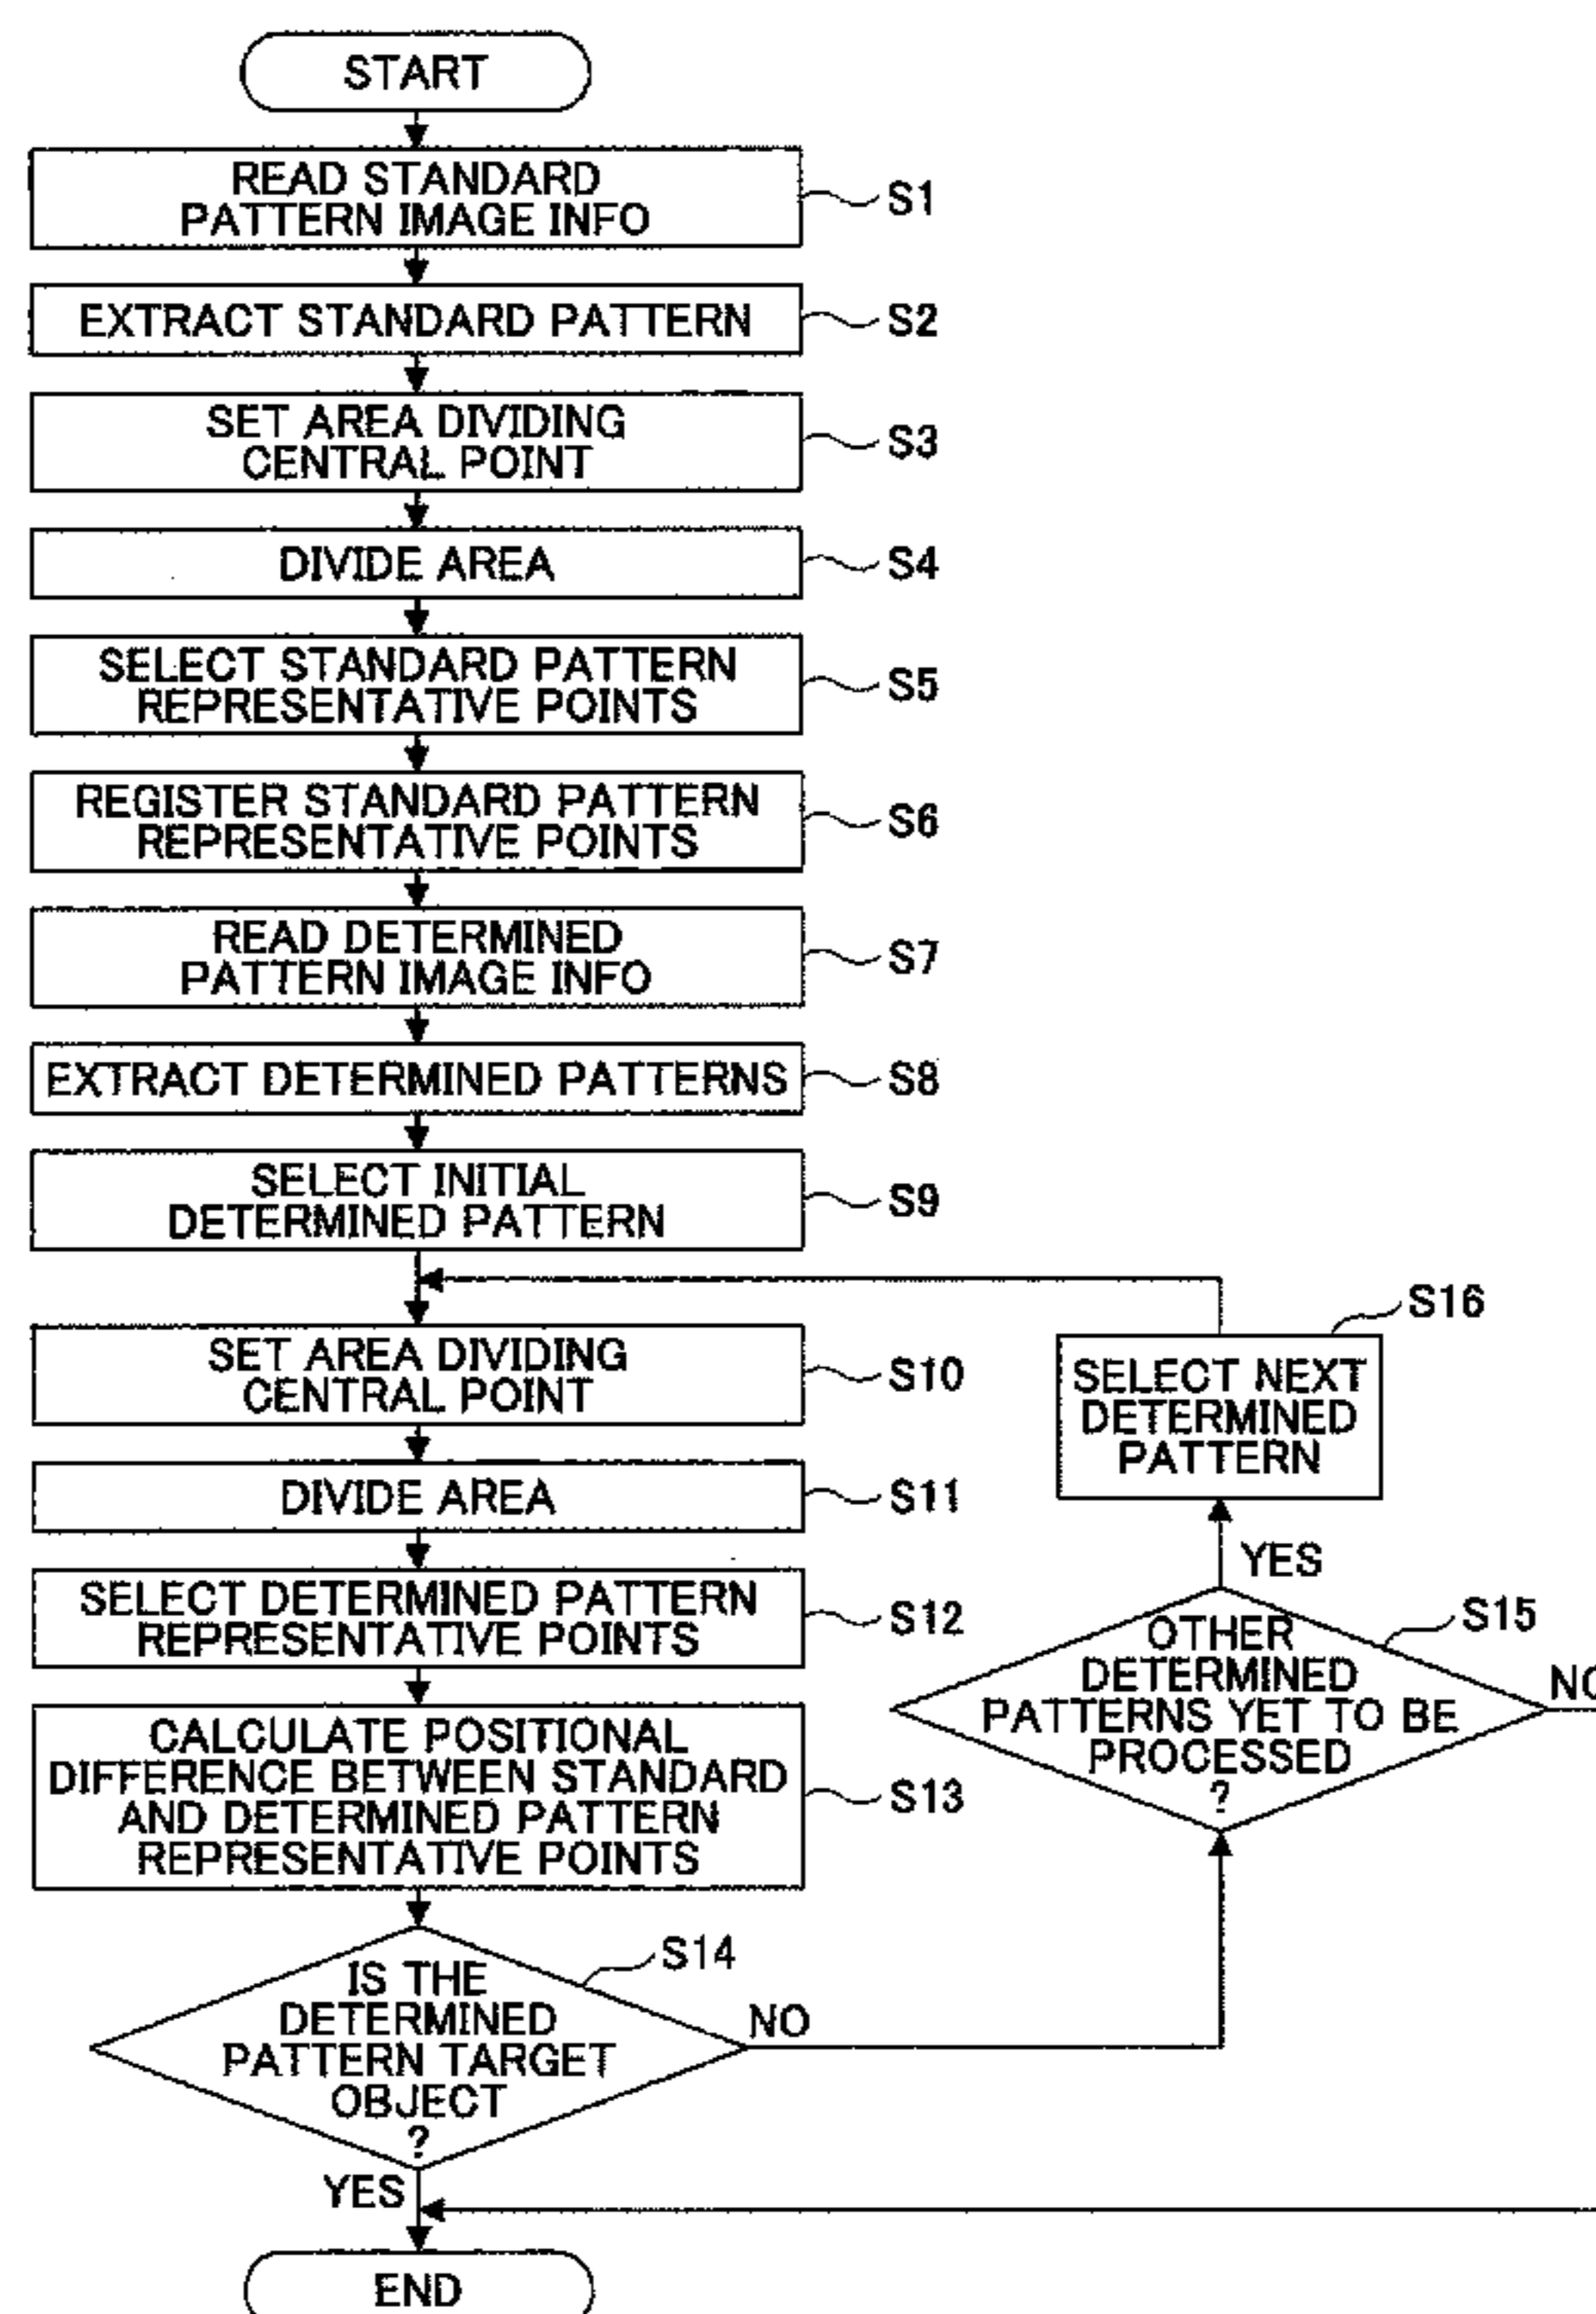 START
READ STANDARD
PATTERN IMAGE INFO
S1
EXTRACT STANDARD PATTERN
S2
SET AREA DIVIDING
CENTRAL POINT
S3
DIVIDE AREA
S4
SELECT STANDARD PATTERN
REPRESENTATIVE POINTS
S5
REGISTER STANDARD PATTERN
REPRESENTATIVE POINTS
S6
READ DETERMINED
PATTERN IMAGE INFO
S7
EXTRACT DETERMINED PATTERNS
S8
SELECT INITIAL
DETERMINED PATTERN
S9
SET AREA DIVIDING
CENTRAL POINT
S10
DIVIDE AREA
S11
SELECT DETERMINED PATTERN
REPRESENTATIVE POINTS
S12
CALCULATE POSITIONAL
DIFFERENCE BETWEEN STANDARD
AND DETERMINED PATTERN
REPRESENTATIVE POINTS
S13
IS THE
DETERMINED
PATTERN TARGET
OBJECT
?
S14
NO
YES
S16
SELECT NEXT
DETERMINED
PATTERN
YES
OTHER
DETERMINED
PATTERNS YET TO BE
PROCESSED
?
S15
NO
END